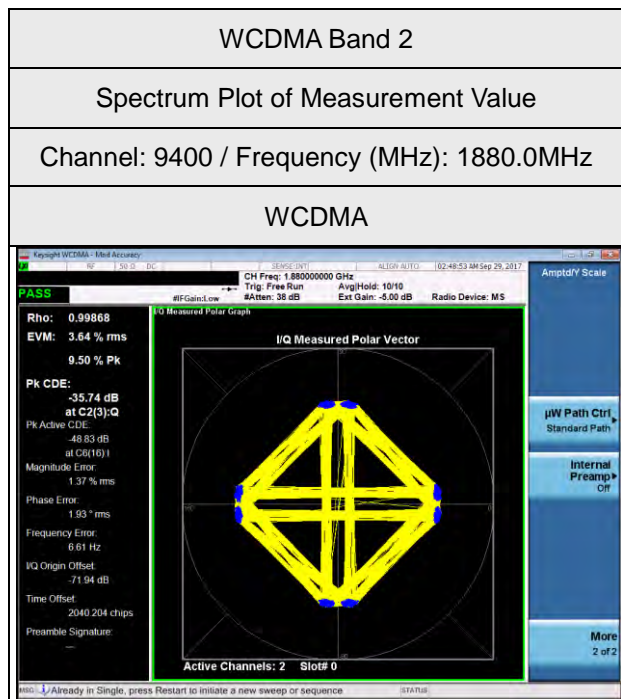 WCDMA Band 2
Spectrum Plot of Measurement Value
Channel: 9400 / Frequency (MHz): 1880.0MHz
WCDMA
Keysight WCDMA - Mod Accuracy
RF 50 Ω DC SENSE:INT ALIGN AUTO 02:48:53 AM Sep 29, 2017
CH Freq: 1.880000000 GHz
Trig: Free Run Avg|Hold: 10/10
PASS #IFGain:Low #Atten: 38 dB Ext Gain: -5.00 dB Radio Device: MS
Amptd/Y Scale
Rho: 0.99868
EVM: 3.64 % rms
9.50 % Pk
Pk CDE:
-35.74 dB
at C2(3):Q
Pk Active CDE:
-48.83 dB
at C6(16):I
Magnitude Error:
1.37 % rms
Phase Error:
1.93 ° rms
Frequency Error:
6.61 Hz
I/Q Origin Offset:
-71.94 dB
Time Offset:
2040.204 chips
Preamble Signature:
---
I/Q Measured Polar Graph
I/Q Measured Polar Vector
Active Channels: 2 Slot# 0
µW Path Ctrl
Standard Path
Internal
Preamp
Off
More
2 of 2
MSG Already in Single, press Restart to initiate a new sweep or sequence STATUS